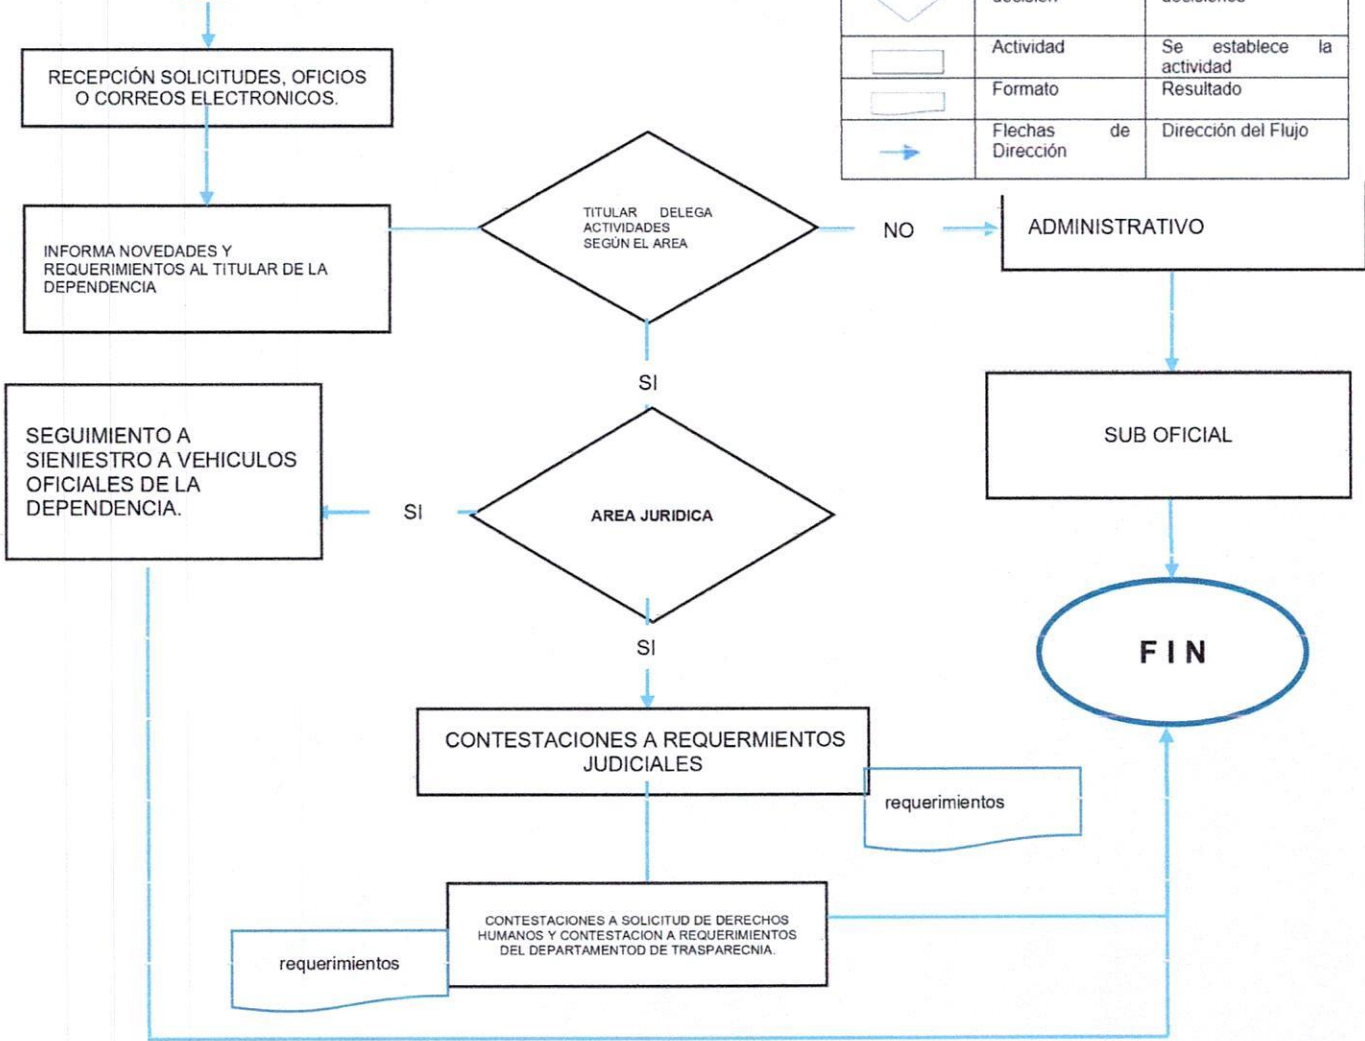 decisión
decisiones
Actividad
Se establece la
actividad
Formato
Resultado
Flechas de
Dirección
Dirección del Flujo
RECEPCIÓN SOLICITUDES, OFICIOS
O CORREOS ELECTRONICOS.
INFORMA NOVEDADES Y
REQUERIMIENTOS AL TITULAR DE LA
DEPENDENCIA
TITULAR DELEGA
ACTIVIDADES
SEGÚN EL AREA
NO
ADMINISTRATIVO
SI
SUB OFICIAL
SEGUIMIENTO A
SIENIESTRO A VEHICULOS
OFICIALES DE LA
DEPENDENCIA.
SI
AREA JURIDICA
SI
FIN
CONTESTACIONES A REQUERMIENTOS
JUDICIALES
requerimientos
CONTESTACIONES A SOLICITUD DE DERECHOS
HUMANOS Y CONTESTACION A REQUERIMIENTOS
DEL DEPARTAMENTOD DE TRASPARECNIA.
requerimientos